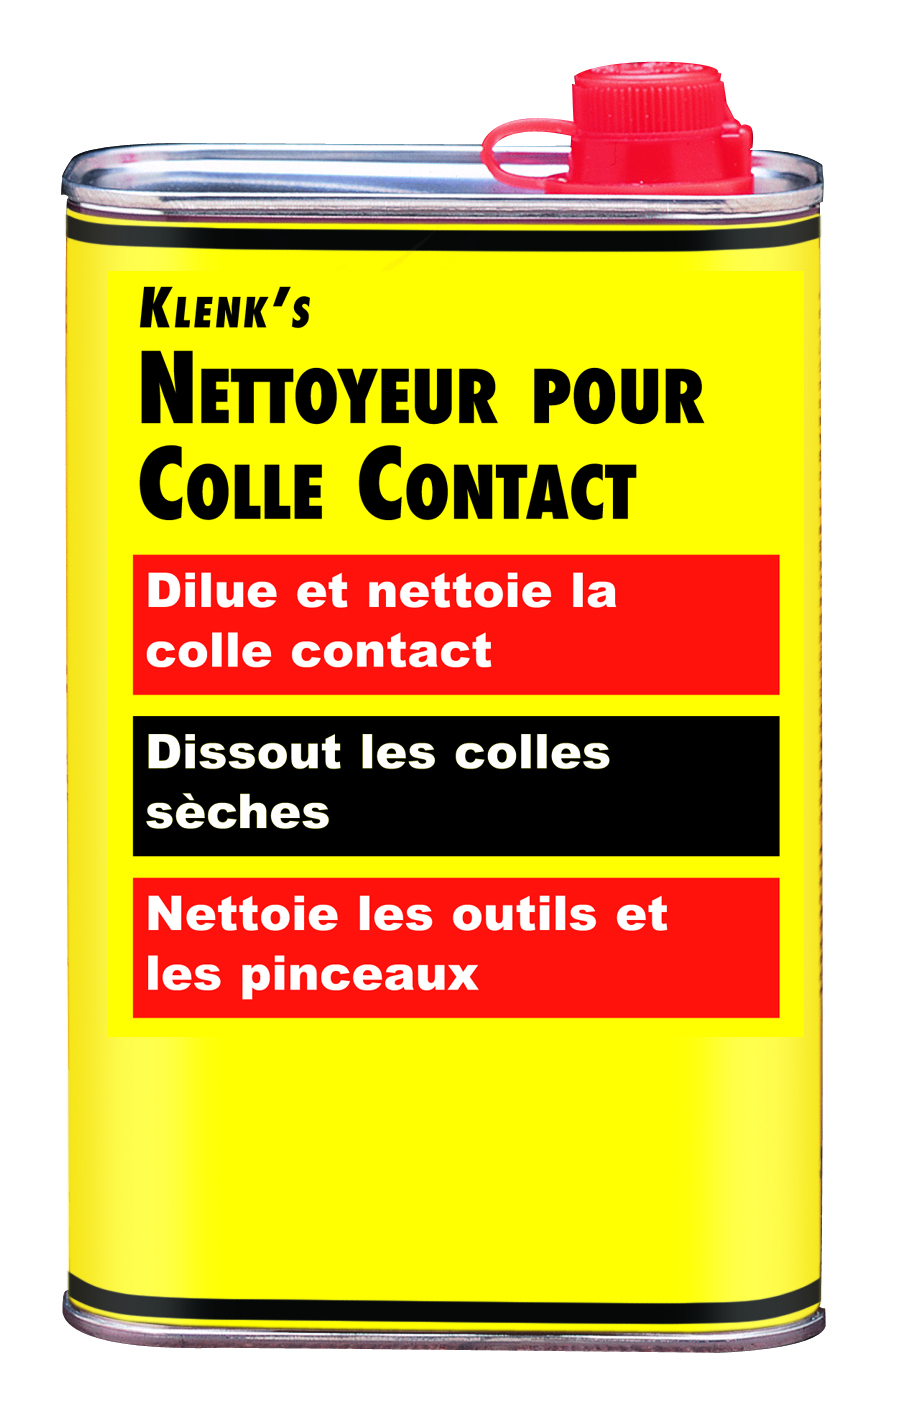 Klenk's
Nettoyeur pour
Colle Contact
Dilue et nettoie la
colle contact
Dissout les colles
sèches
Nettoie les outils et
les pinceaux